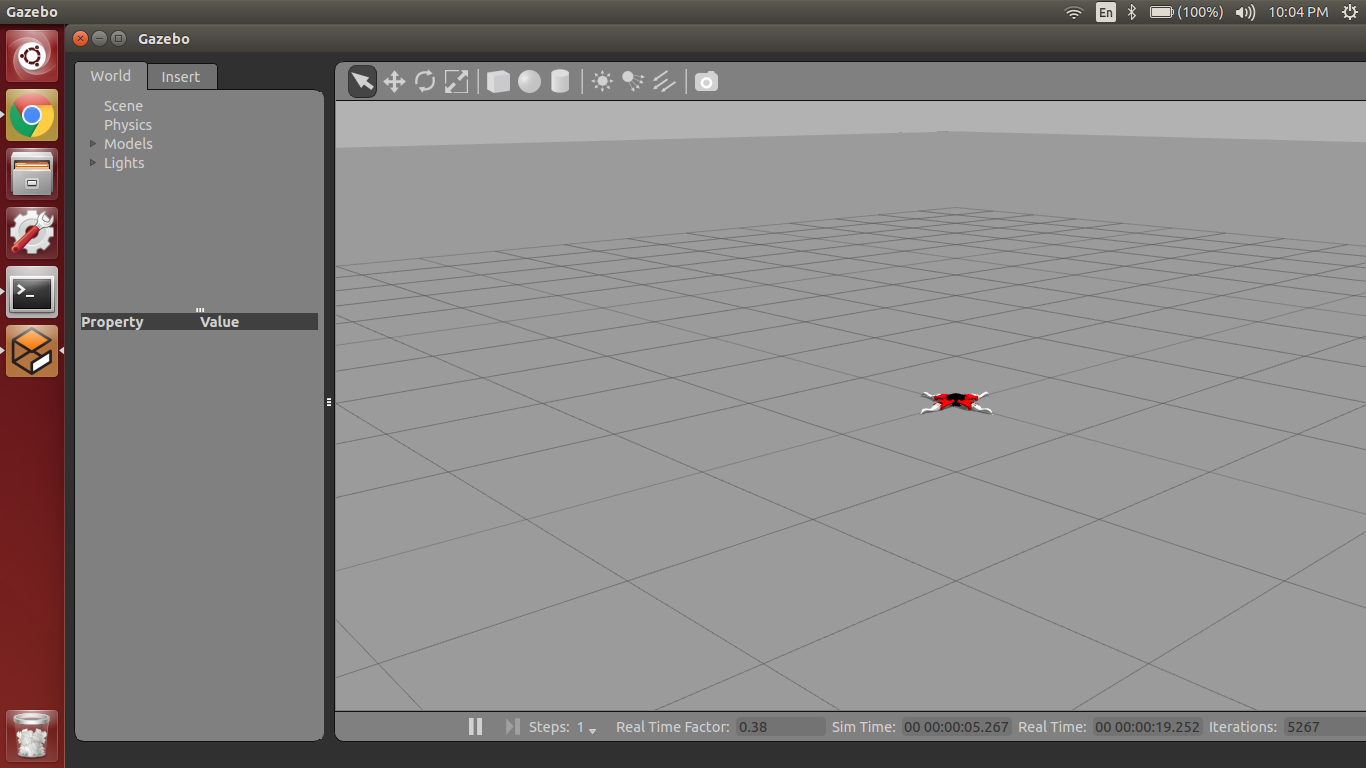 Gazebo
En
(100%)
10:04 PM
Gazebo
World
Insert
Scene
Physics
Models
Lights
Property Value
>_
Steps: 1 Real Time Factor: 0.38 Sim Time: 00 00:00:05.267 Real Time: 00 00:00:19.252 Iterations: 5267